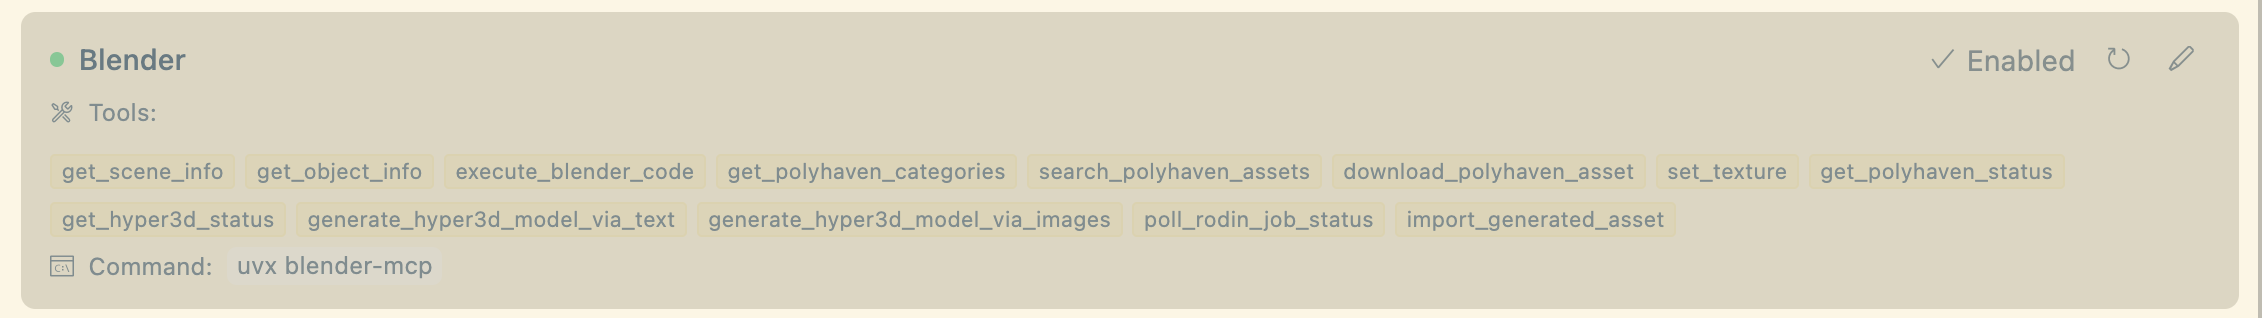 Blender
Enabled
Tools:
get_scene_info get_object_info execute_blender_code get_polyhaven_categories search_polyhaven_assets download_polyhaven_asset set_texture get_polyhaven_status
get_hyper3d_status generate_hyper3d_model_via_text generate_hyper3d_model_via_images poll_rodin_job_status import_generated_asset
Command: uvx blender-mcp